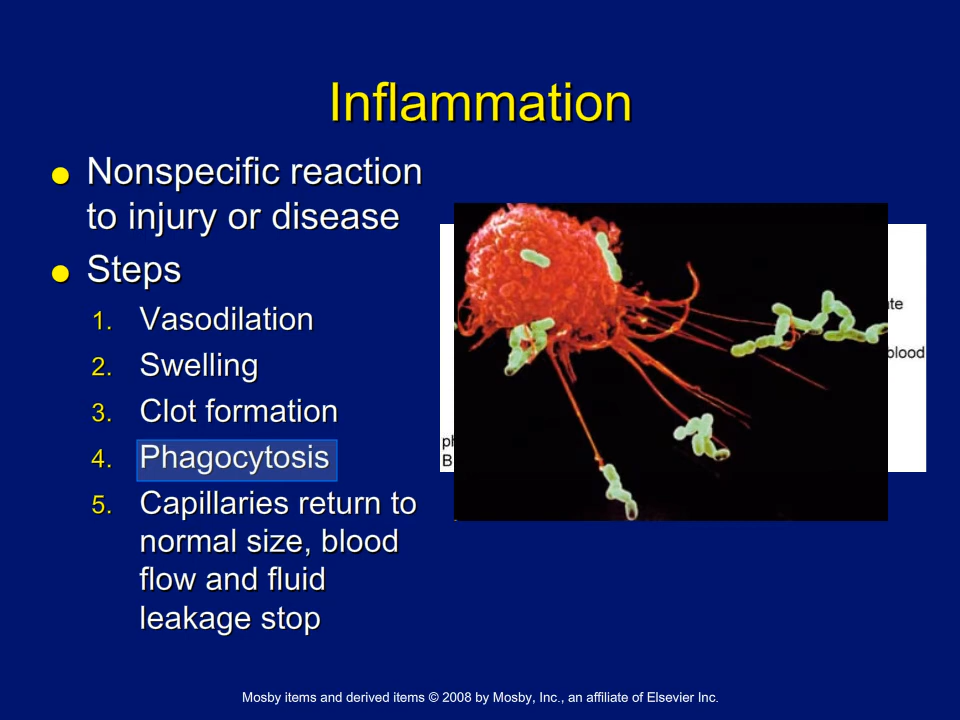 Inflammation
Nonspecific reaction
to injury or disease
Steps
1. Vasodilation
2. Swelling
3. Clot formation
4. Phagocytosis
5. Capillaries return to
normal size, blood
flow and fluid
leakage stop
blood
Mosby items and derived items © 2008 by Mosby, Inc., an affiliate of Elsevier Inc.